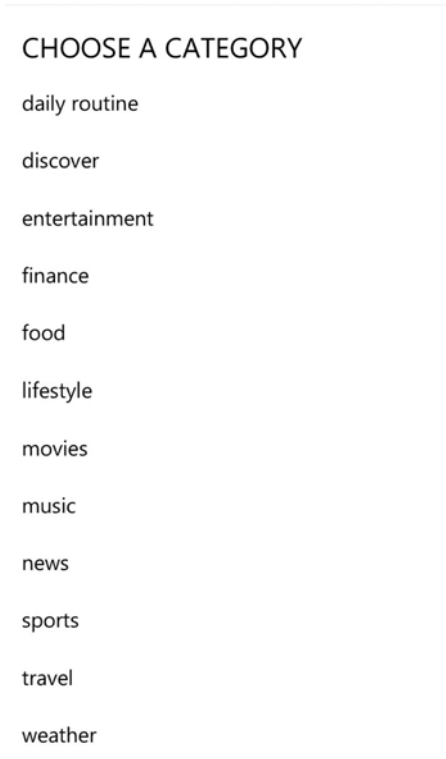 CHOOSE A CATEGORY
daily routine
discover
entertainment
finance
food
lifestyle
movies
music
news
sports
travel
weather